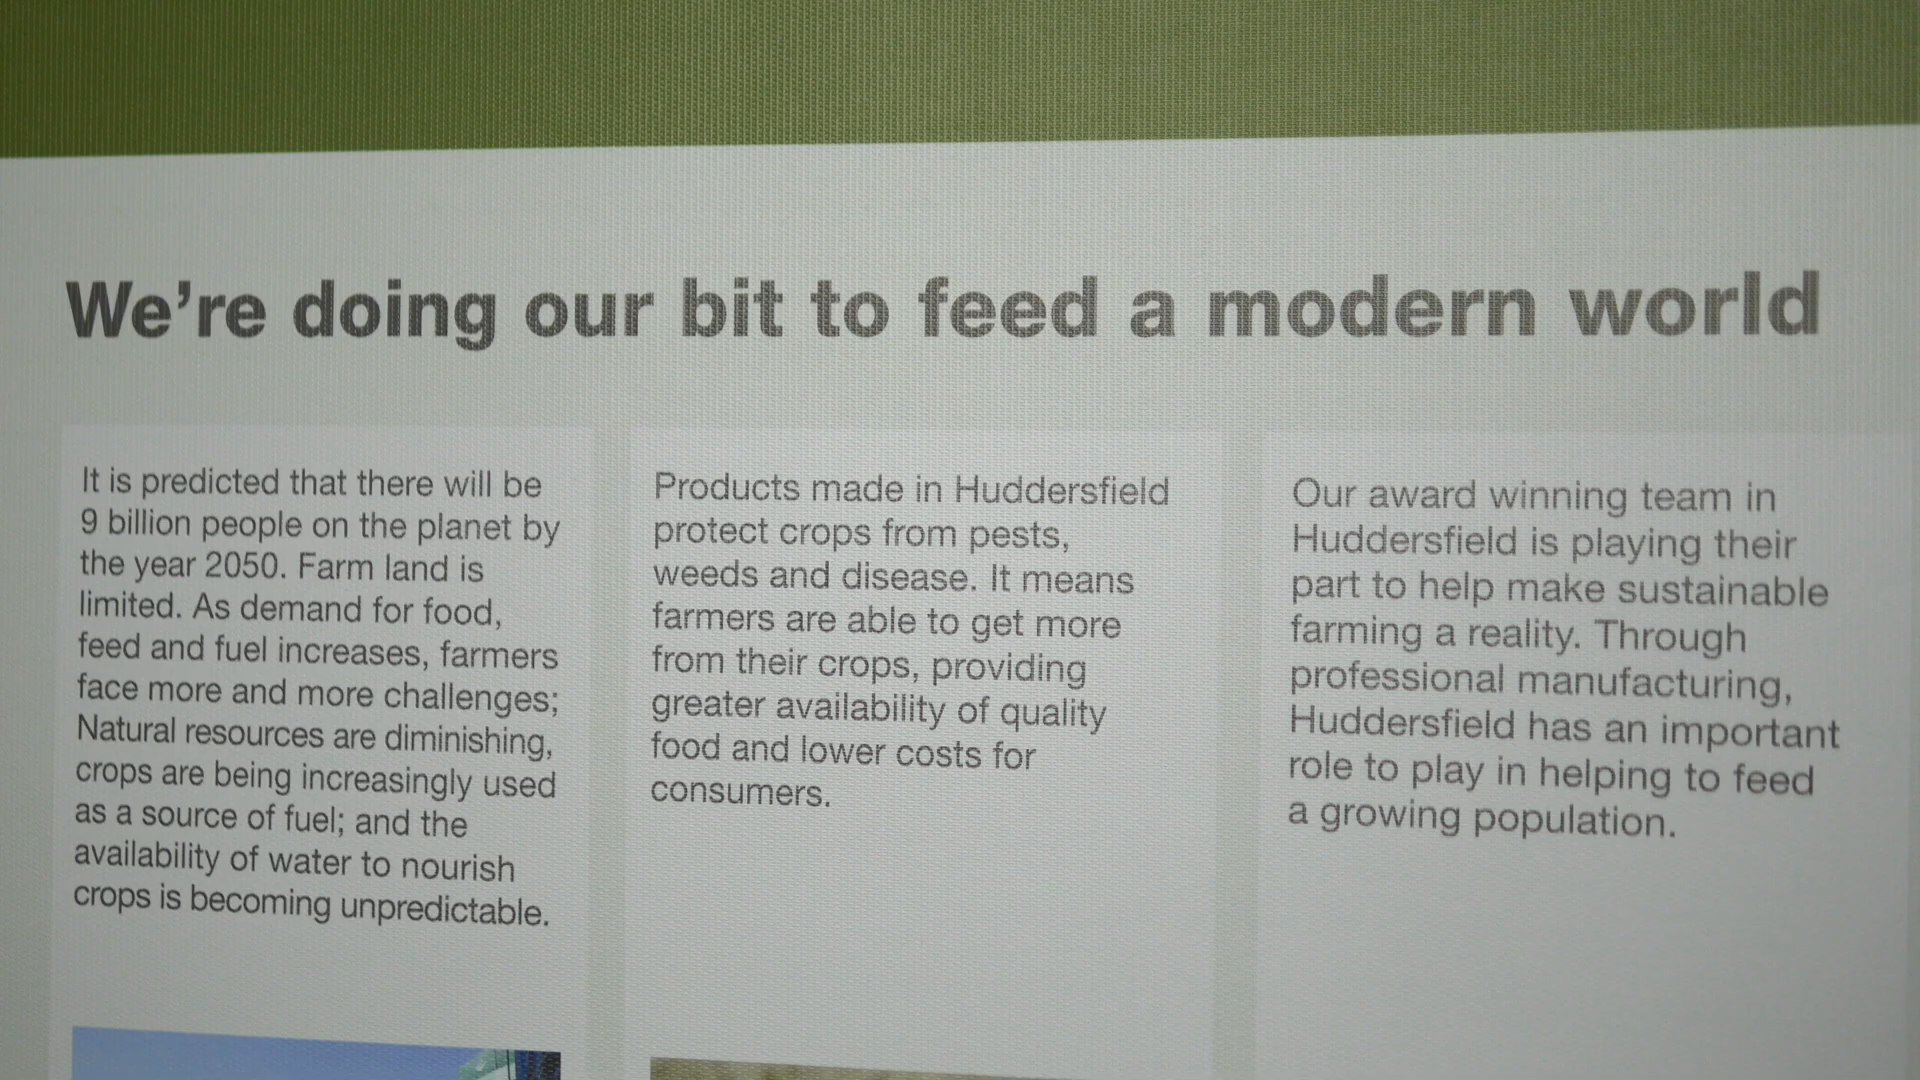 We're doing our bit to feed a modern world
It is predicted that there will be
9 billion people on the planet by
the year 2050. Farm land is
limited. As demand for food,
feed and fuel increases, farmers
face more and more challenges;
Natural resources are diminishing,
crops are being increasingly used
as a source of fuel; and the
availability of water to nourish
crops is becoming unpredictable.
Products made in Huddersfield
protect crops from pests,
weeds and disease. It means
farmers are able to get more
from their crops, providing
greater availability of quality
food and lower costs for
consumers.
Our award winning team in
Huddersfield is playing their
part to help make sustainable
farming a reality. Through
professional manufacturing,
Huddersfield has an important
role to play in helping to feed
a growing population.